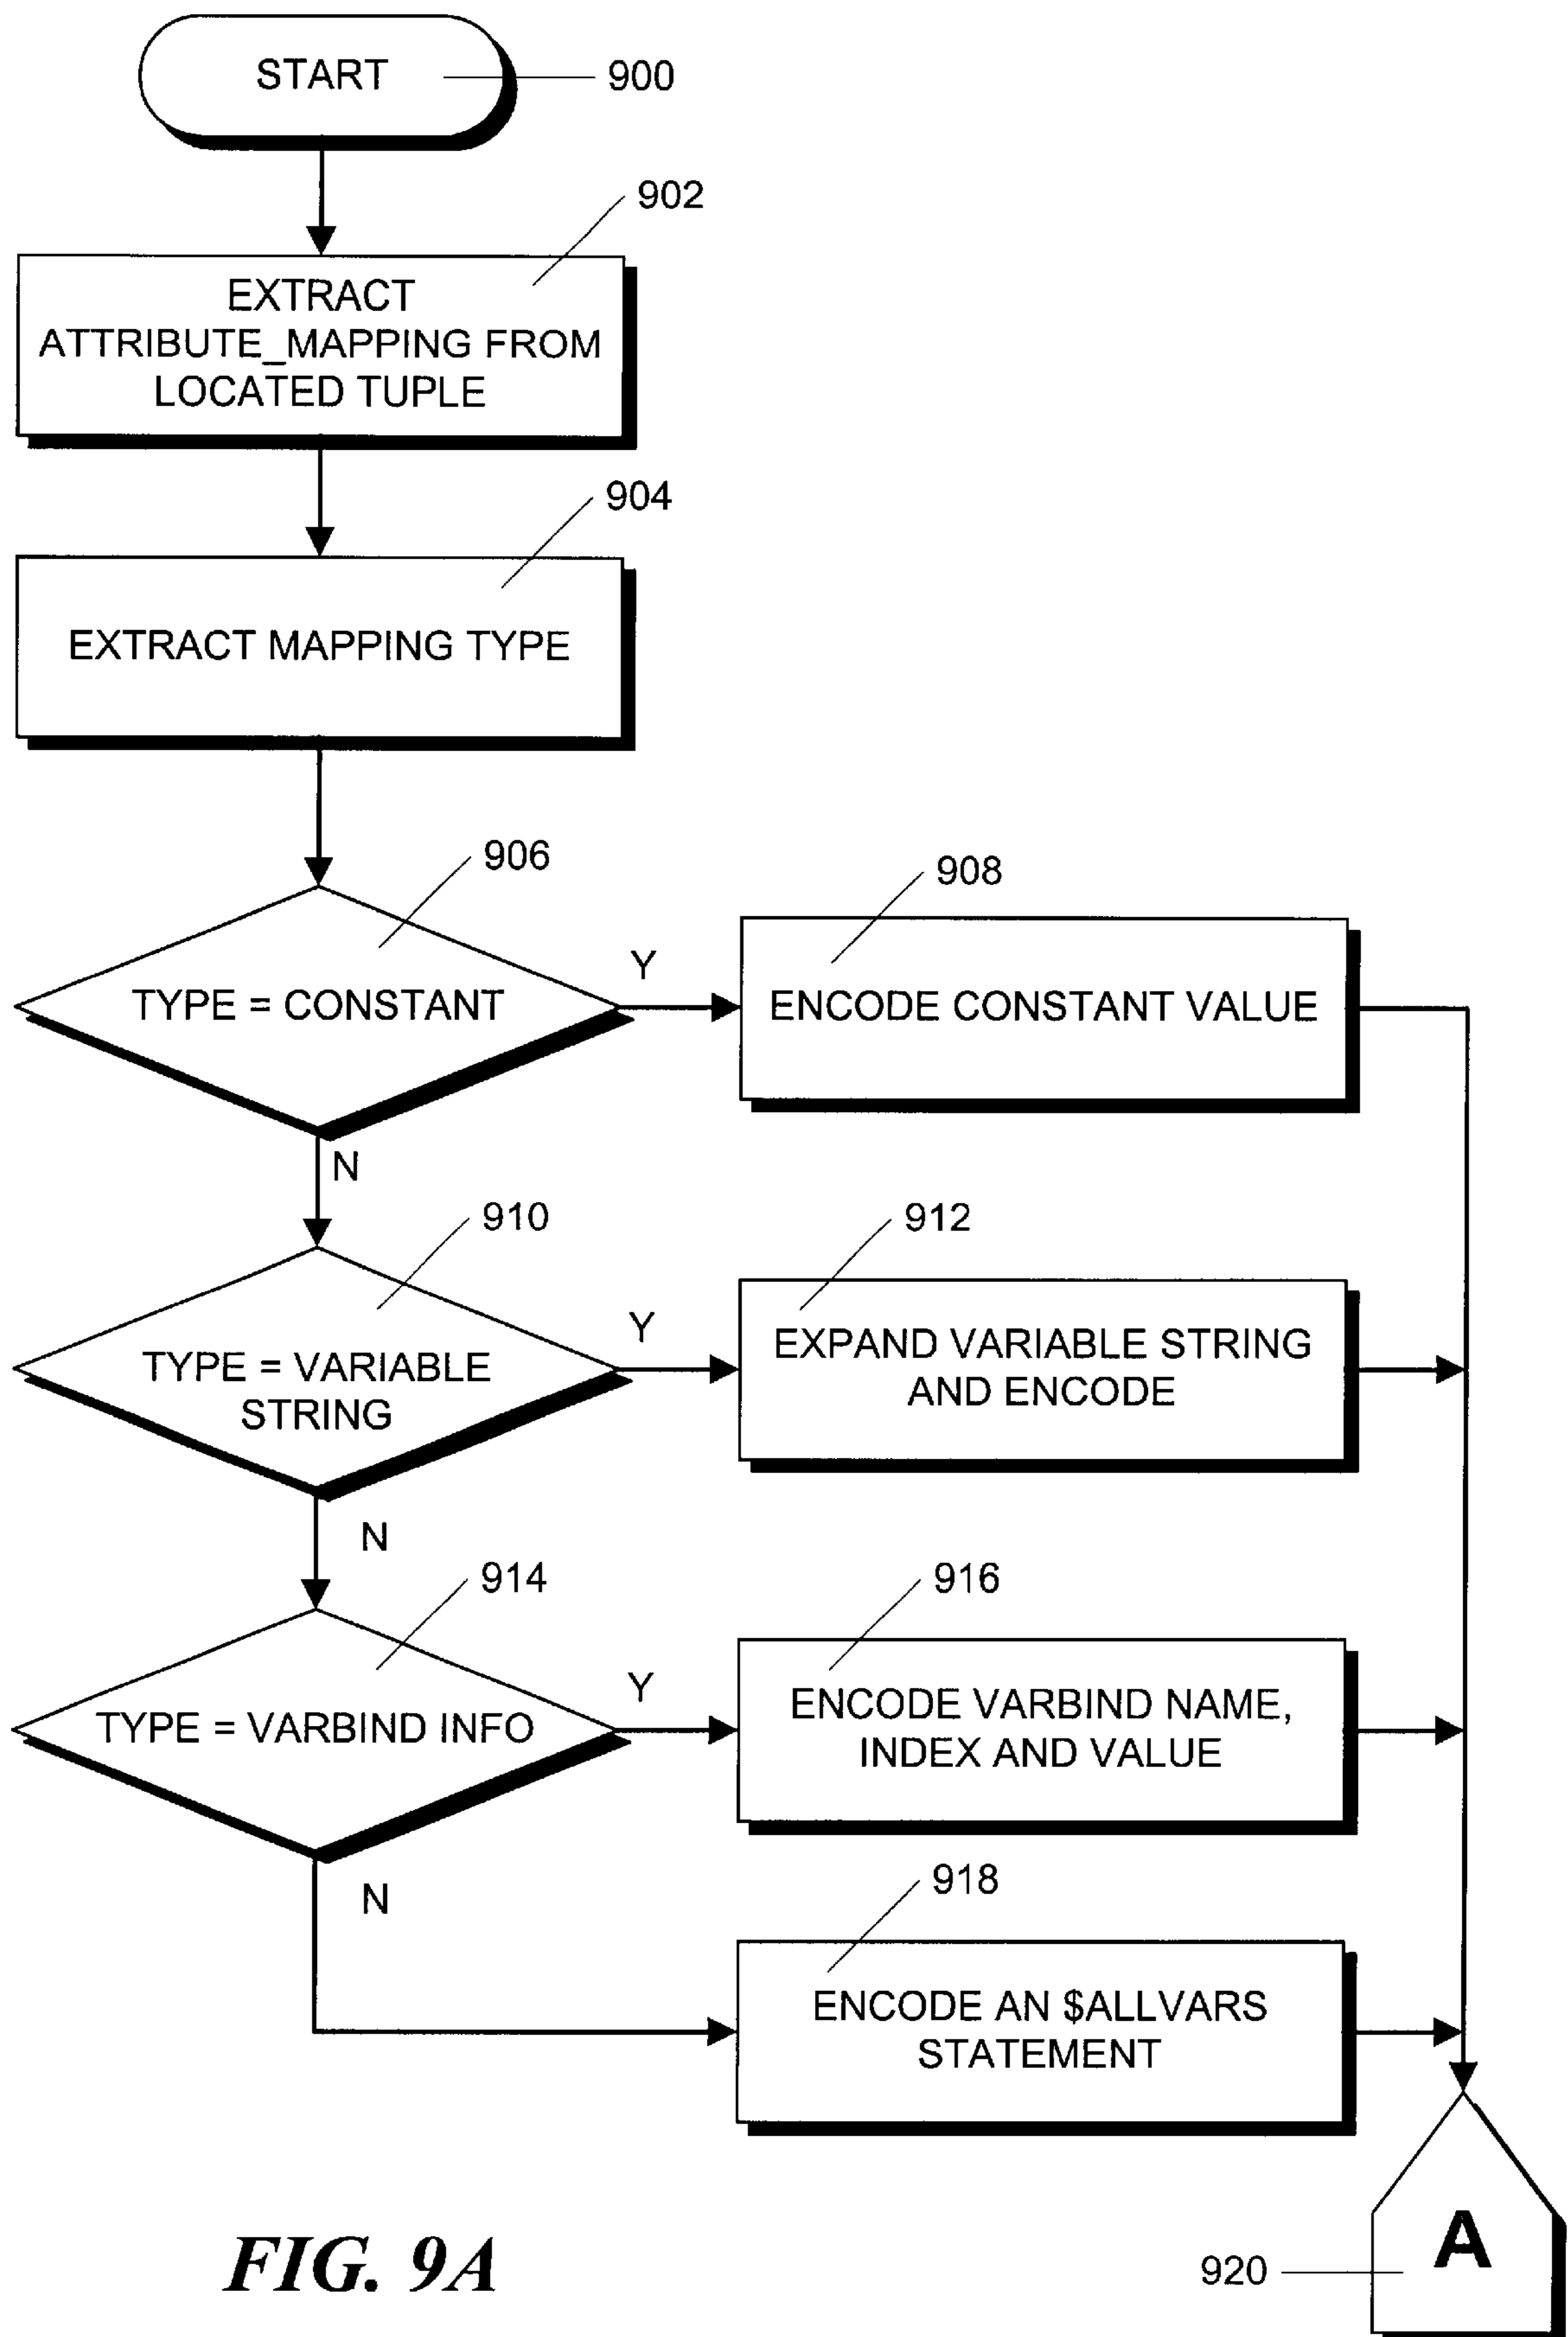 START
900
902
EXTRACT
ATTRIBUTE_MAPPING FROM
LOCATED TUPLE
904
EXTRACT MAPPING TYPE
906
908
TYPE = CONSTANT
Y
ENCODE CONSTANT VALUE
N
910
912
TYPE = VARIABLE
STRING
Y
EXPAND VARIABLE STRING
AND ENCODE
N
914
916
TYPE = VARBIND INFO
Y
ENCODE VARBIND NAME,
INDEX AND VALUE
N
918
ENCODE AN $ALLVARS
STATEMENT
A
920
FIG. 9A